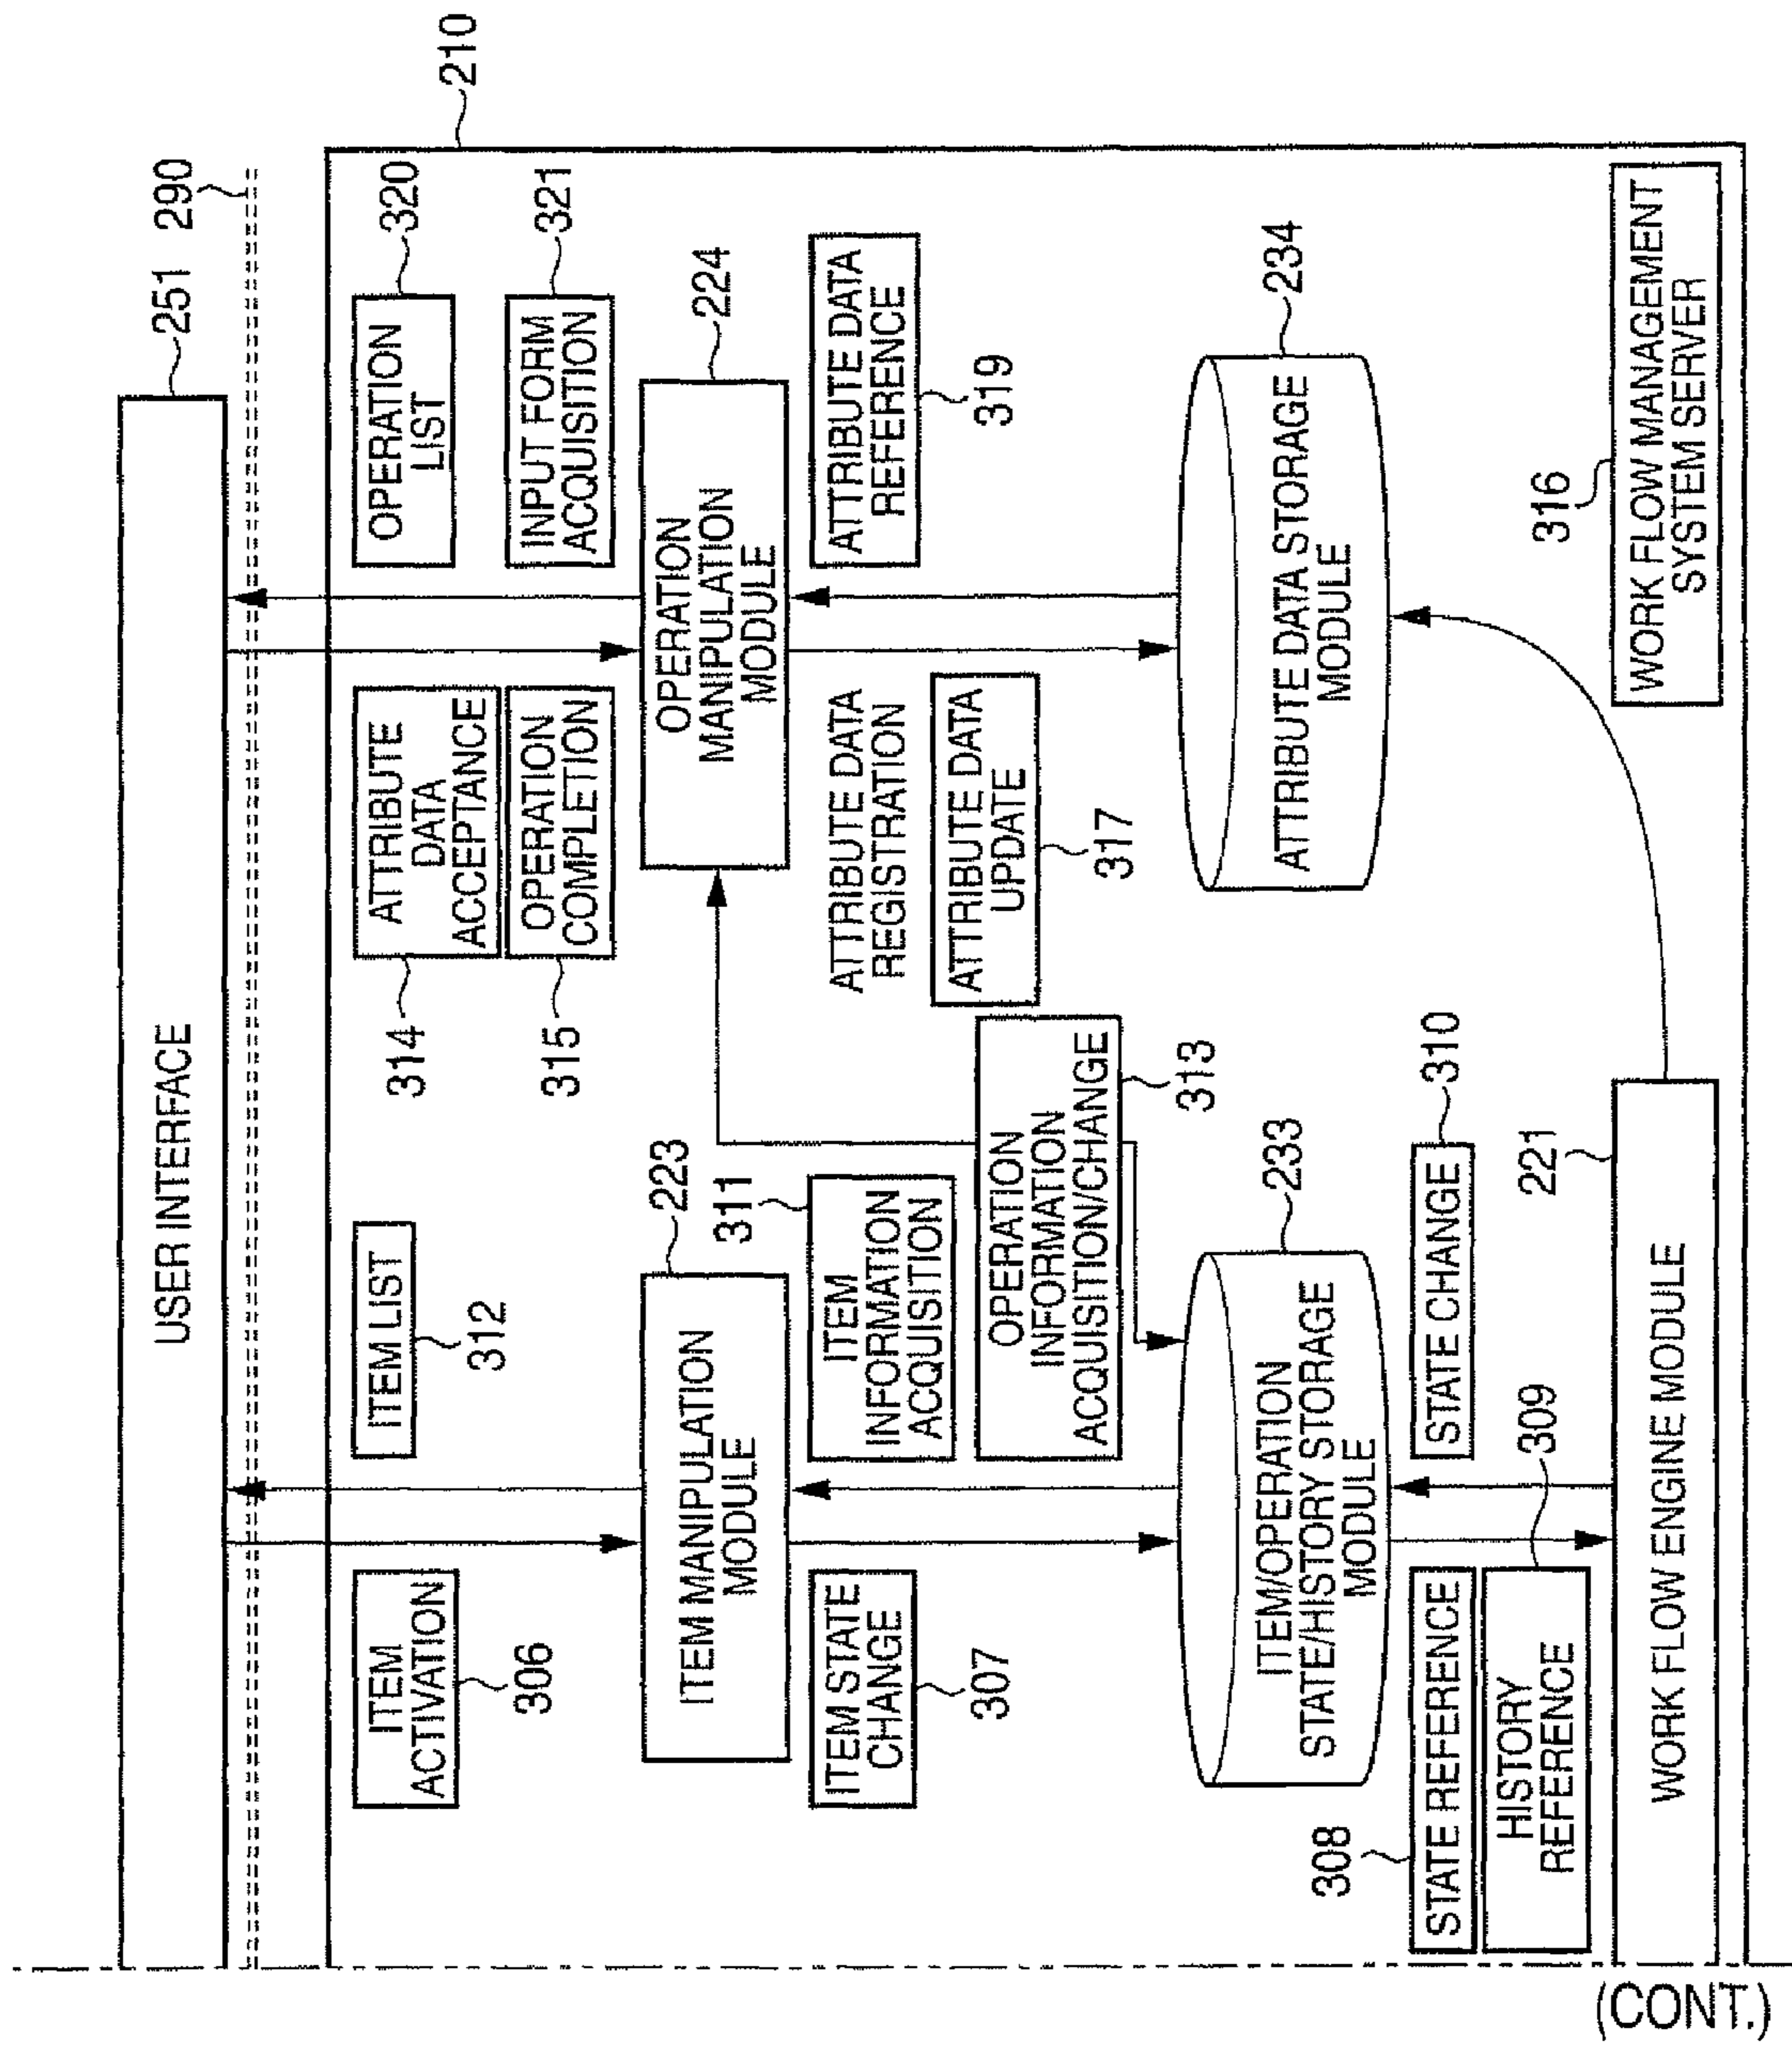 USER INTERFACE
251
290
210
ITEM
ACTIVATION
306
ITEM LIST
312
ATTRIBUTE
DATA
ACCEPTANCE
314
OPERATION
COMPLETION
315
OPERATION
LIST
320
INPUT FORM
ACQUISITION
321
ITEM MANIPULATION
MODULE
223
OPERATION
MANIPULATION
MODULE
224
ITEM STATE
CHANGE
307
ITEM
INFORMATION
ACQUISITION
311
ATTRIBUTE DATA
REGISTRATION
ATTRIBUTE DATA
UPDATE
317
ATTRIBUTE DATA
REFERENCE
319
OPERATION
INFORMATION
ACQUISITION/CHANGE
313
ITEM/OPERATION
STATE/HISTORY STORAGE
MODULE
233
ATTRIBUTE DATA STORAGE
MODULE
234
STATE REFERENCE
308
HISTORY
REFERENCE
309
STATE CHANGE
310
WORK FLOW ENGINE MODULE
221
WORK FLOW MANAGEMENT
SYSTEM SERVER
316
(CONT.)